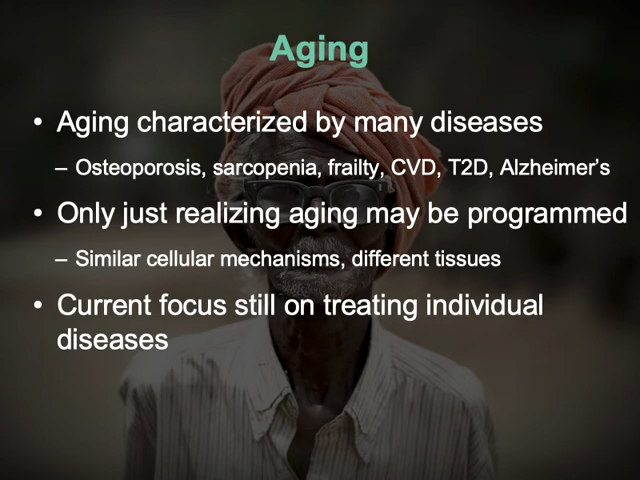 Aging
• Aging characterized by many diseases
– Osteoporosis, sarcopenia, frailty, CVD, T2D, Alzheimer’s
• Only just realizing aging may be programmed
– Similar cellular mechanisms, different tissues
• Current focus still on treating individual
diseases